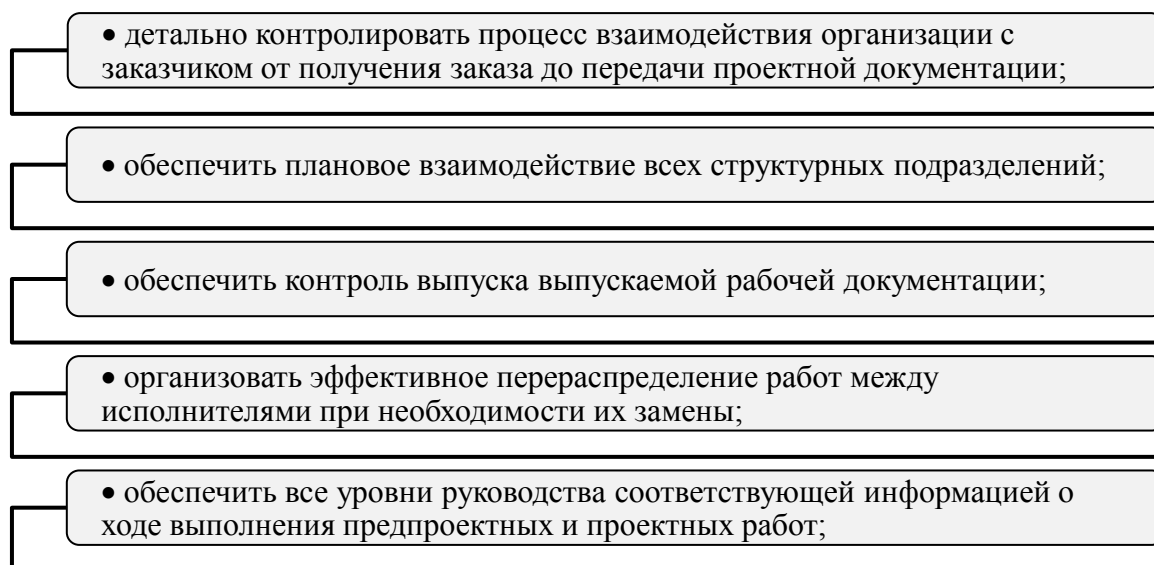 • детально контролировать процесс взаимодействия организации с
заказчиком от получения заказа до передачи проектной документации;
• обеспечить плановое взаимодействие всех структурных подразделений;
• обеспечить контроль выпуска выпускаемой рабочей документации;
• организовать эффективное перераспределение работ между
исполнителями при необходимости их замены;
• обеспечить все уровни руководства соответствующей информацией о
ходе выполнения предпроектных и проектных работ;